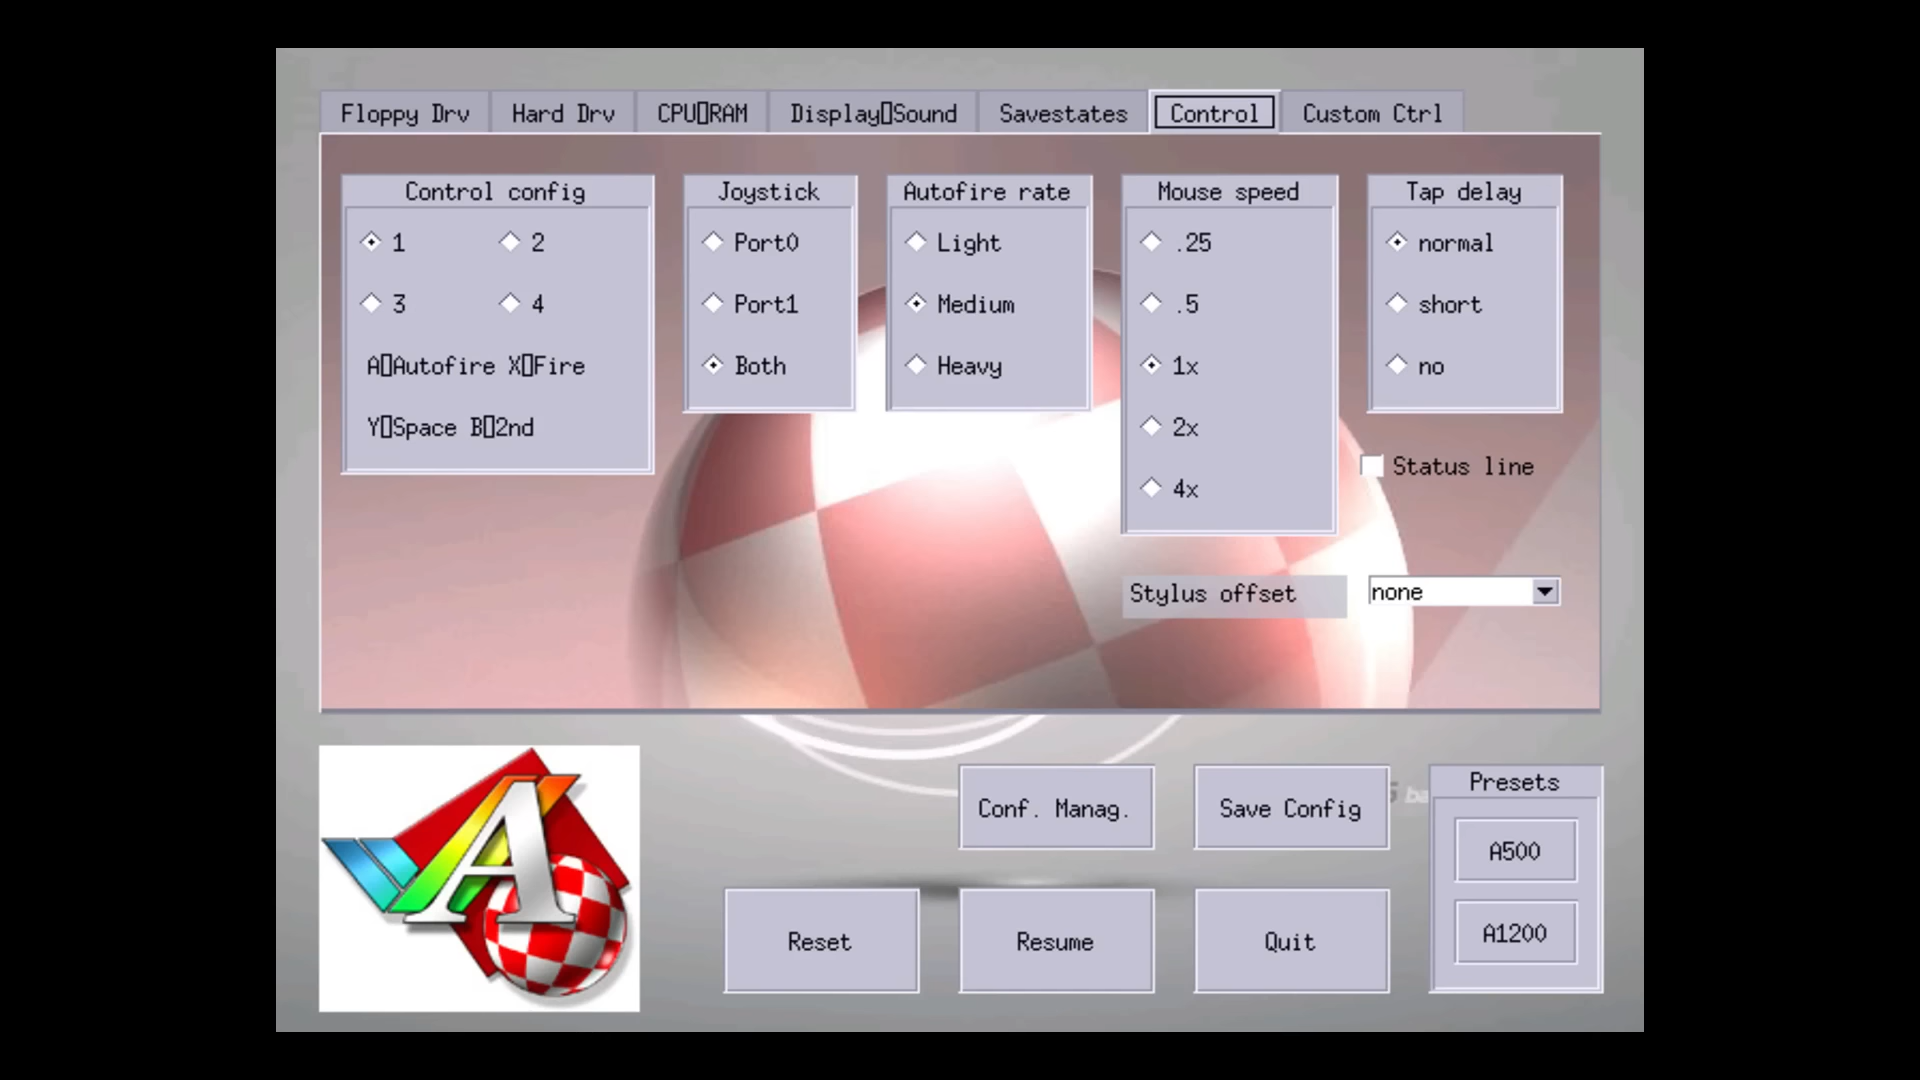 Floppy Drv Hard Drv CPU▯RAM Display▯Sound Savestates Control Custom Ctrl
Control config
1 2
3 4
A▯Autofire X▯Fire
Y▯Space B▯2nd
Joystick
Port0
Port1
Both
Autofire rate
Light
Medium
Heavy
Mouse speed
.25
.5
1x
2x
4x
Tap delay
normal
short
no
Status line
Stylus offset none
A
Conf. Manag. Save Config
Reset Resume Quit
Presets
A500
A1200